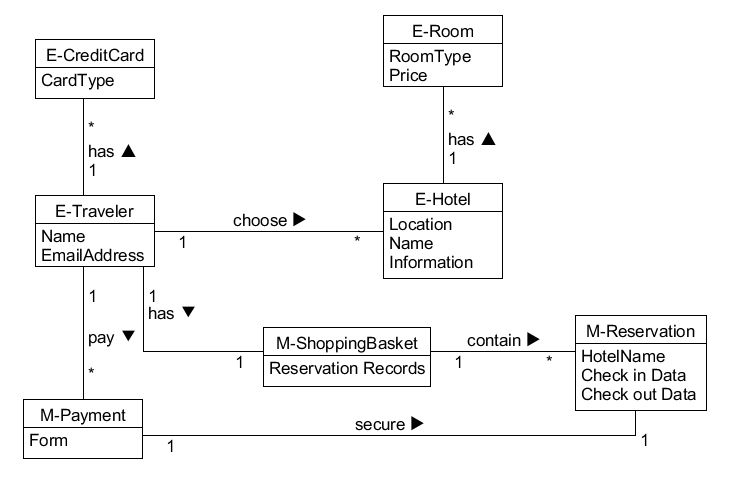 E-CreditCard
CardType
E-Room
RoomType
Price
*
has ▲
1
*
has ▲
1
E-Traveler
Name
EmailAddress
choose ▶
1
*
E-Hotel
Location
Name
Information
1
pay ▼
*
1
has ▼
1
M-ShoppingBasket
Reservation Records
contain ▶
1
*
M-Reservation
HotelName
Check in Data
Check out Data
M-Payment
Form
secure ▶
1
1